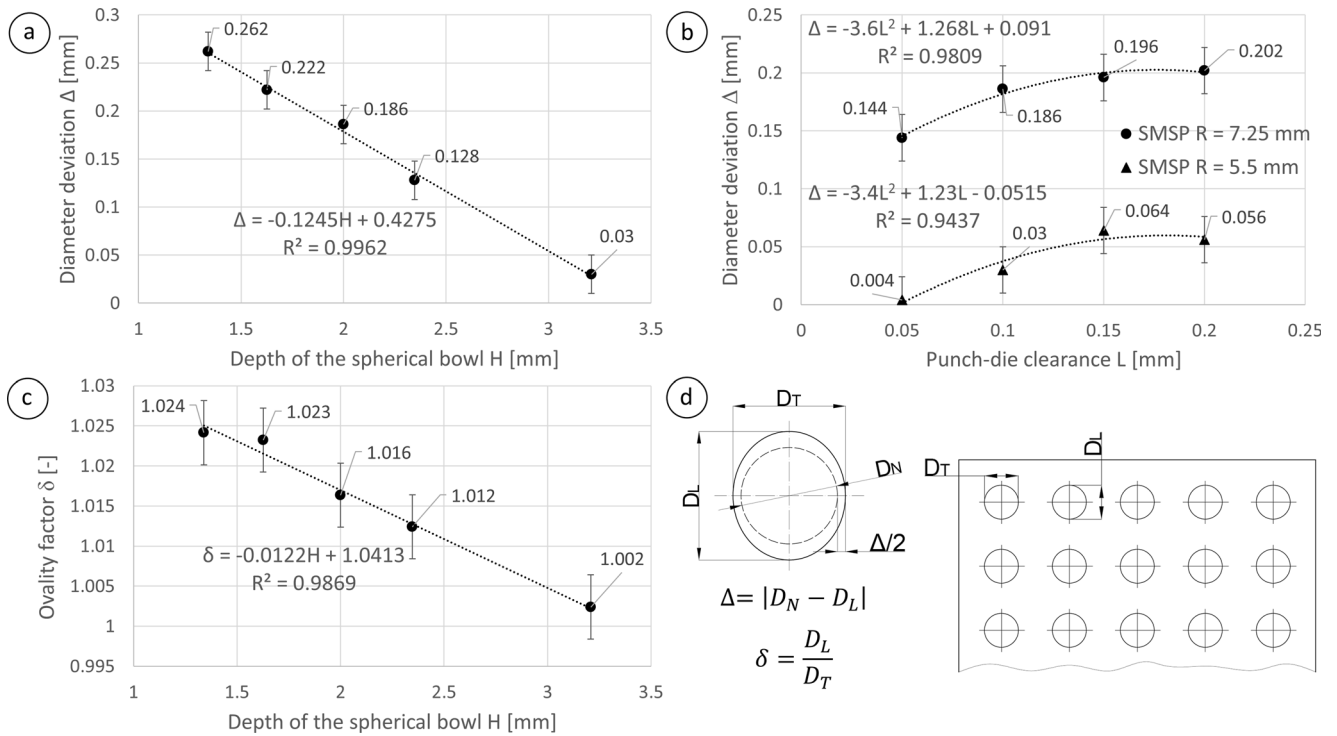 a
Diameter deviation Δ [mm]
0.3
0.25
0.2
0.15
0.1
0.05
0
0.262
0.222
0.186
0.128
0.03
Δ = -0.1245H + 0.4275
R² = 0.9962
1
1.5
2
2.5
3
3.5
Depth of the spherical bowl H [mm]
b
Diameter deviation Δ [mm]
0.25
0.2
0.15
0.1
0.05
0
Δ = -3.6L² + 1.268L + 0.091
R² = 0.9809
0.144
0.186
0.196
0.202
SMSP R = 7.25 mm
SMSP R = 5.5 mm
Δ = -3.4L² + 1.23L - 0.0515
R² = 0.9437
0.004
0.03
0.064
0.056
0
0.05
0.1
0.15
0.2
0.25
Punch-die clearance L [mm]
c
Ovality factor δ [-]
1.03
1.025
1.02
1.015
1.01
1.005
1
0.995
1.024
1.023
1.016
1.012
1.002
δ = -0.0122H + 1.0413
R² = 0.9869
1
1.5
2
2.5
3
3.5
Depth of the spherical bowl H [mm]
d
DT
DL
DN
Δ/2
Δ= |D_N − D_L|
δ = D_L/D_T
DT
DL